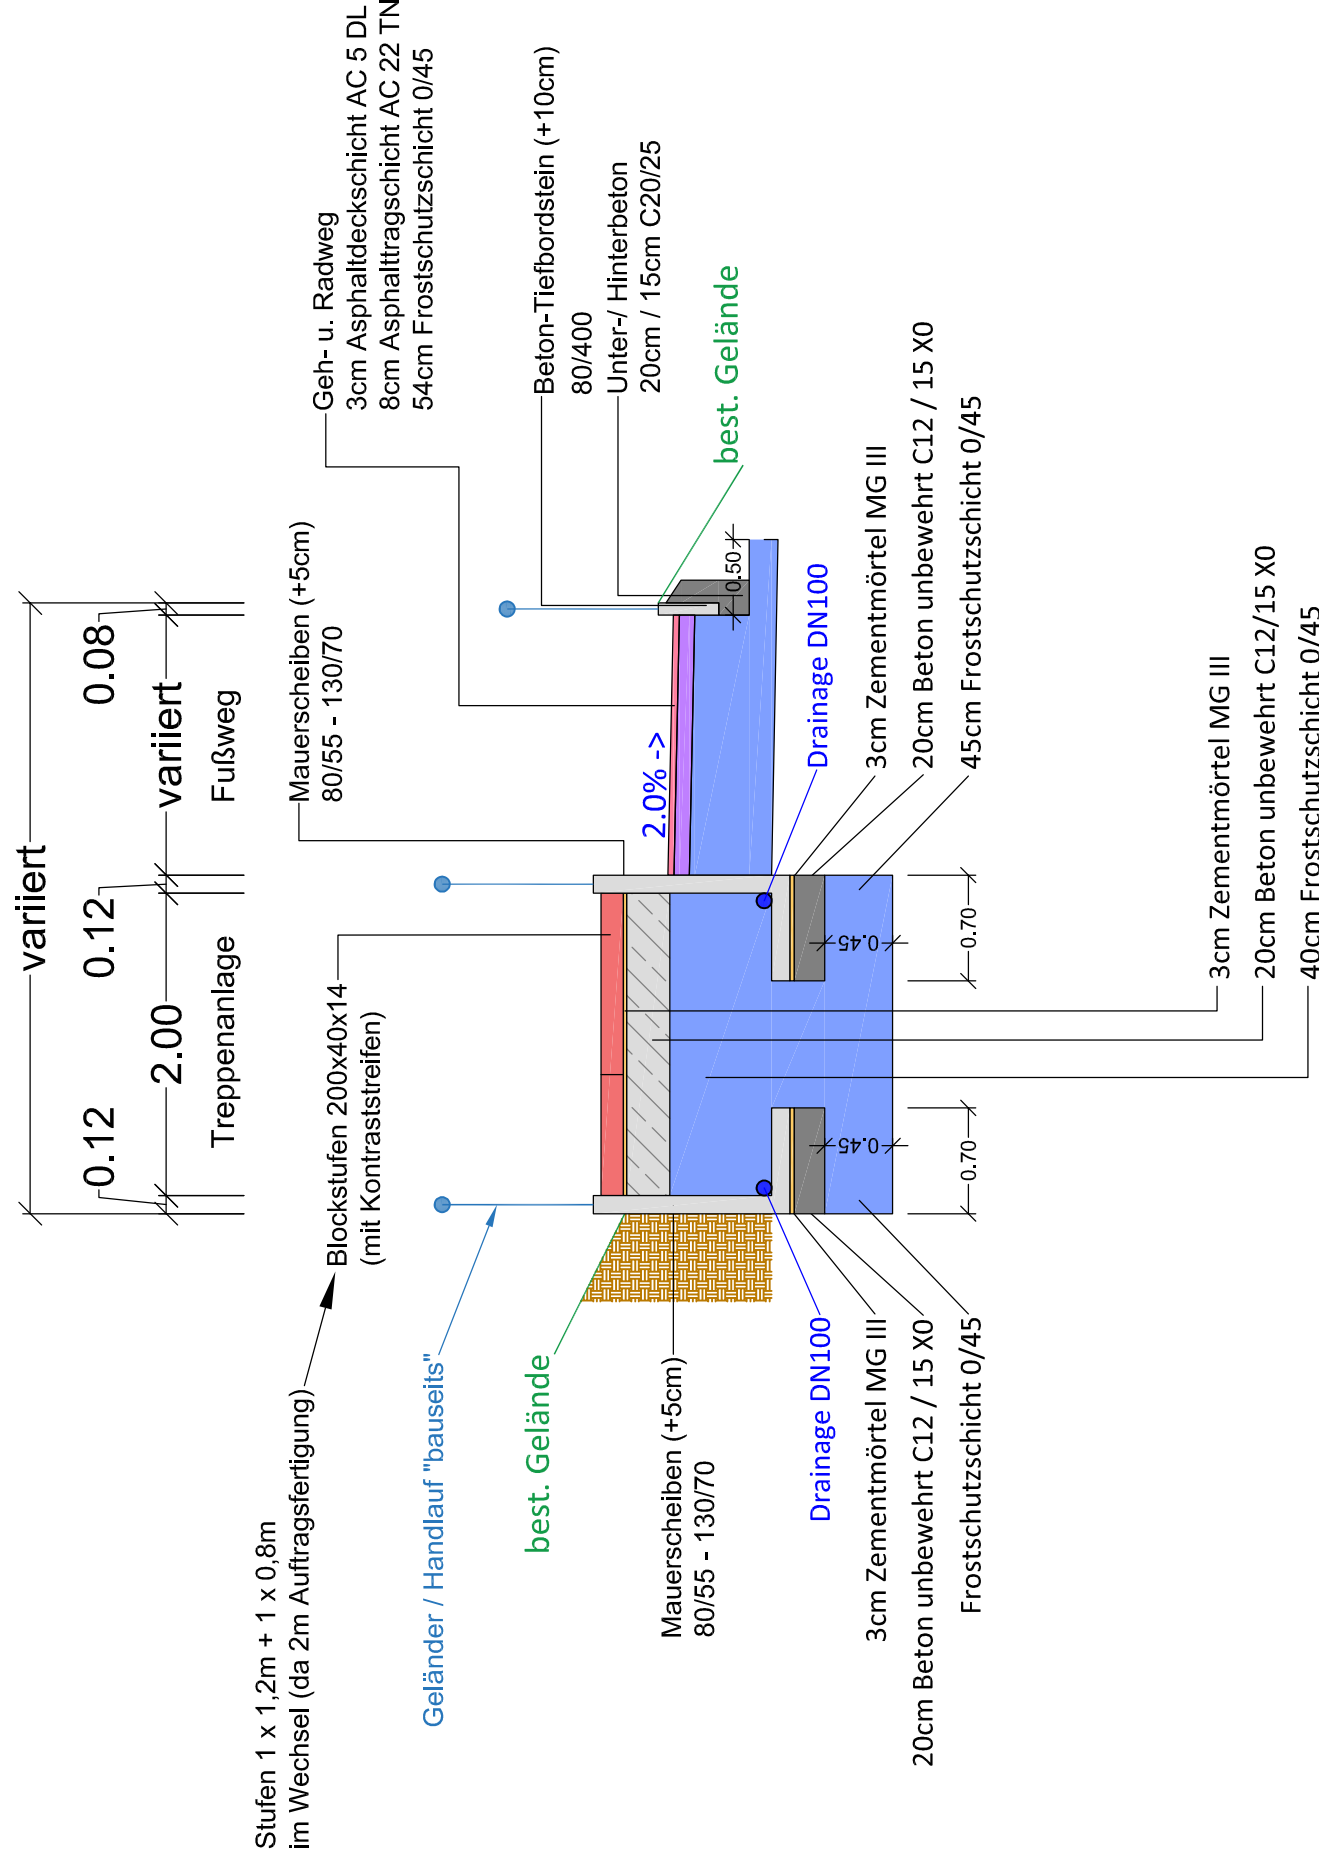 variiert
0.12
0.12
0.08
2.00
variiert
Treppenanlage
Fußweg
Stufen 1 x 1,2m + 1 x 0,8m
im Wechsel (da 2m Auftragsfertigung)
Blockstufen 200x40x14
(mit Kontraststreifen)
Mauerscheiben (+5cm)
80/55 - 130/70
Geh- u. Radweg
3cm Asphaltdeckschicht AC 5 DL
8cm Asphalttragschicht AC 22 TN
54cm Frostschutzschicht 0/45
Geländer / Handlauf "bauseits"
best. Gelände
Beton-Tiefbordstein (+10cm)
80/400
Unter-/ Hinterbeton
20cm / 15cm C20/25
best. Gelände
2.0% ->
0.50
Mauerscheiben (+5cm)
80/55 - 130/70
Drainage DN100
Drainage DN100
0.45
0.45
3cm Zementmörtel MG III
20cm Beton unbewehrt C12 / 15 X0
Frostschutzschicht 0/45
0.70
0.70
3cm Zementmörtel MG III
20cm Beton unbewehrt C12 / 15 X0
45cm Frostschutzschicht 0/45
3cm Zementmörtel MG III
20cm Beton unbewehrt C12/15 X0
40cm Frostschutzschicht 0/45